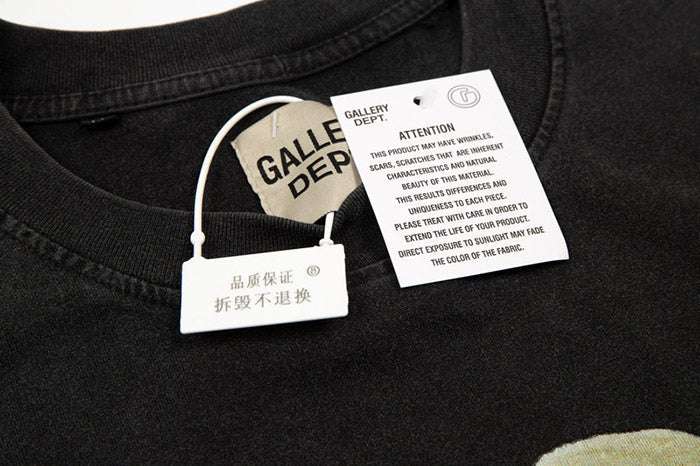 GALLERY
DEPT.
ATTENTION
THIS PRODUCT MAY HAVE WRINKLES,
SCARS, SCRATCHES THAT ARE INHERENT
CHARACTERISTICS AND NATURAL
BEAUTY OF THIS MATERIAL.
THIS RESULTS DIFFERENCES AND
UNIQUENESS TO EACH PIECE.
PLEASE TREAT WITH CARE IN ORDER TO
EXTEND THE LIFE OF YOUR PRODUCT.
DIRECT EXPOSURE TO SUNLIGHT MAY FADE
THE COLOR OF THE FABRIC.
GALLE
DEP
品质保证 ®
拆毁不退换